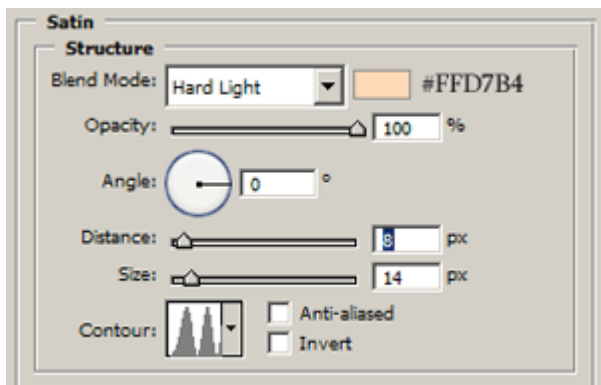 Satin
Structure
Blend Mode: Hard Light #FFD7B4
Opacity: 100 %
Angle: 0 °
Distance: 8 px
Size: 14 px
Contour: Anti-aliased
Invert